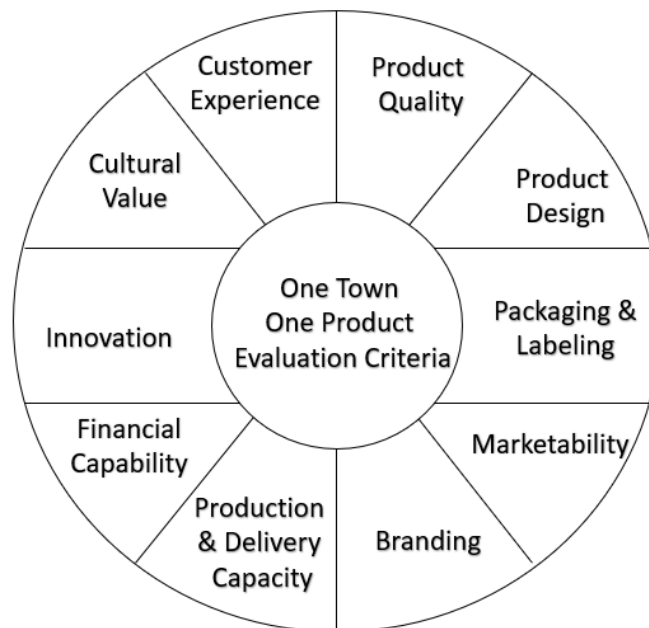 Customer
Experience
Product
Quality
Product
Design
Packaging &
Labeling
Marketability
Branding
Production
& Delivery
Capacity
Financial
Capability
Innovation
Cultural
Value
One Town
One Product
Evaluation Criteria